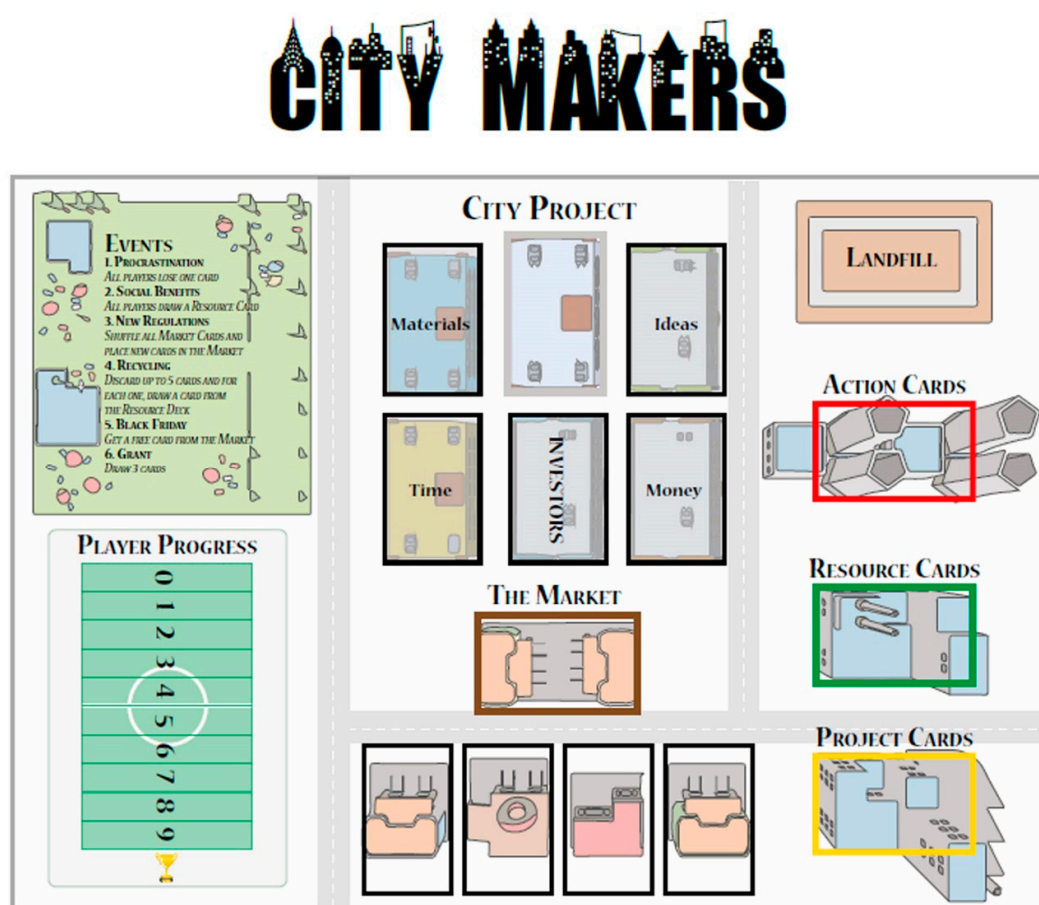 CITY MAKERS
EVENTS
1. PROCRASTINATION
ALL PLAYERS LOSE ONE CARD
2. SOCIAL BENEFITS
ALL PLAYERS DRAW A RESOURCE CARD
3. NEW REGULATIONS
SHUFFLE ALL MARKET CARDS AND
PLACE NEW CARDS IN THE MARKET
4. RECYCLING
DISCARD UP TO 5 CARDS AND FOR
EACH ONE, DRAW A CARD FROM
THE RESOURCE DECK
5. BLACK FRIDAY
GET A FREE CARD FROM THE MARKET
6. GRANT
DRAW 3 CARDS
PLAYER PROGRESS
0
1
2
3
4
5
6
7
8
9
CITY PROJECT
Materials
Ideas
Time
INVESTORS
Money
THE MARKET
LANDFILL
ACTION CARDS
RESOURCE CARDS
PROJECT CARDS